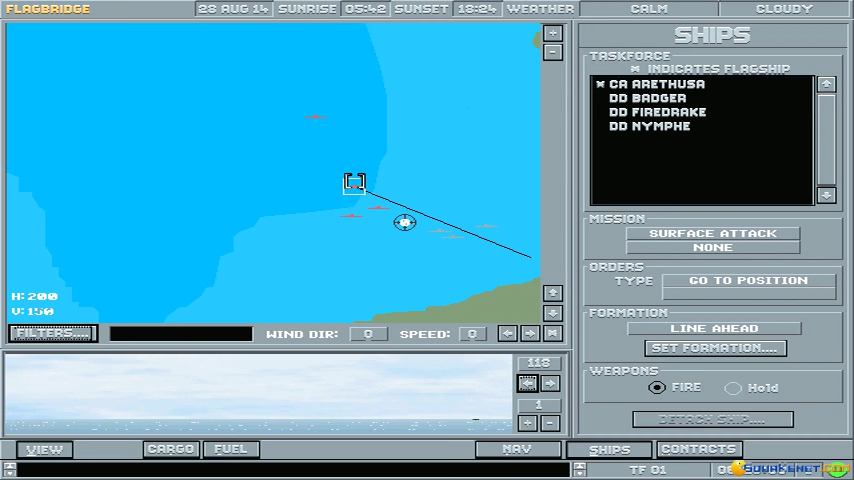 FLAGBRIDGE 28 AUG 14 SUNRISE 05:42 SUNSET 18:24 WEATHER CALM CLOUDY
SHIPS
TASKFORCE
* INDICATES FLAGSHIP
* CA ARETHUSA
DD BADGER
DD FIREDRAKE
DD NYMPHE
MISSION
SURFACE ATTACK
NONE
ORDERS
TYPE GO TO POSITION
FORMATION
LINE AHEAD
SET FORMATION....
WEAPONS
FIRE Hold
DETACH SHIP....
H:200
V:150
FILTERS.... WIND DIR: 0 SPEED: 0
118
1
VIEW CARGO FUEL NAV SHIPS CONTACTS
TF 01
SQUAKENET.COM